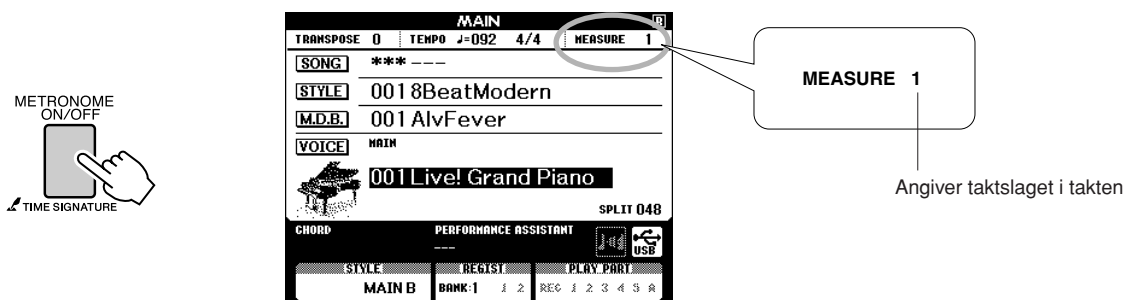 METRONOME
ON/OFF
TIME SIGNATURE
MAIN
B
TRANSPOSE 0 TEMPO ♩=092 4/4 MEASURE 1
SONG *** ---
STYLE 001 8BeatModern
M.D.B. 001 AlvFever
VOICE MAIN
001 Live! Grand Piano
SPLIT 048
CHORD PERFORMANCE ASSISTANT
---
USB
STYLE REGIST PLAY PART
MAIN B BANK:1 1 2 REC 1 2 3 4 5 A
MEASURE 1
Angiver taktslaget i takten